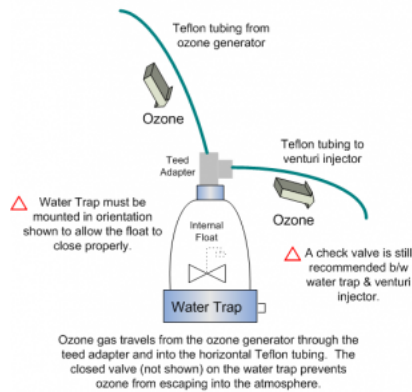 Teflon tubing from
ozone generator
Ozone
Teflon tubing to
venturi injector
Teed
Adapter
Ozone
Water Trap must be
mounted in orientation
shown to allow the float to
close properly.
Internal
Float
A check valve is still
recommended b/w
water trap & venturi
injector.
Water Trap
Ozone gas travels from the ozone generator through the
teed adapter and into the horizontal Teflon tubing. The
closed valve (not shown) on the water trap prevents
ozone from escaping into the atmosphere.